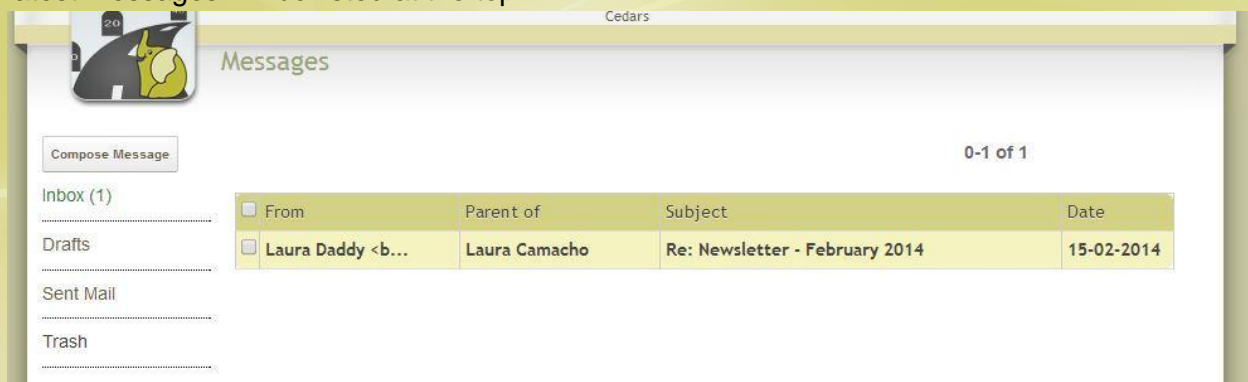 Cedars
20
Messages
Compose Message
0-1 of 1
Inbox (1)
From Parent of Subject Date
Laura Daddy <b... Laura Camacho Re: Newsletter - February 2014 15-02-2014
Drafts
Sent Mail
Trash